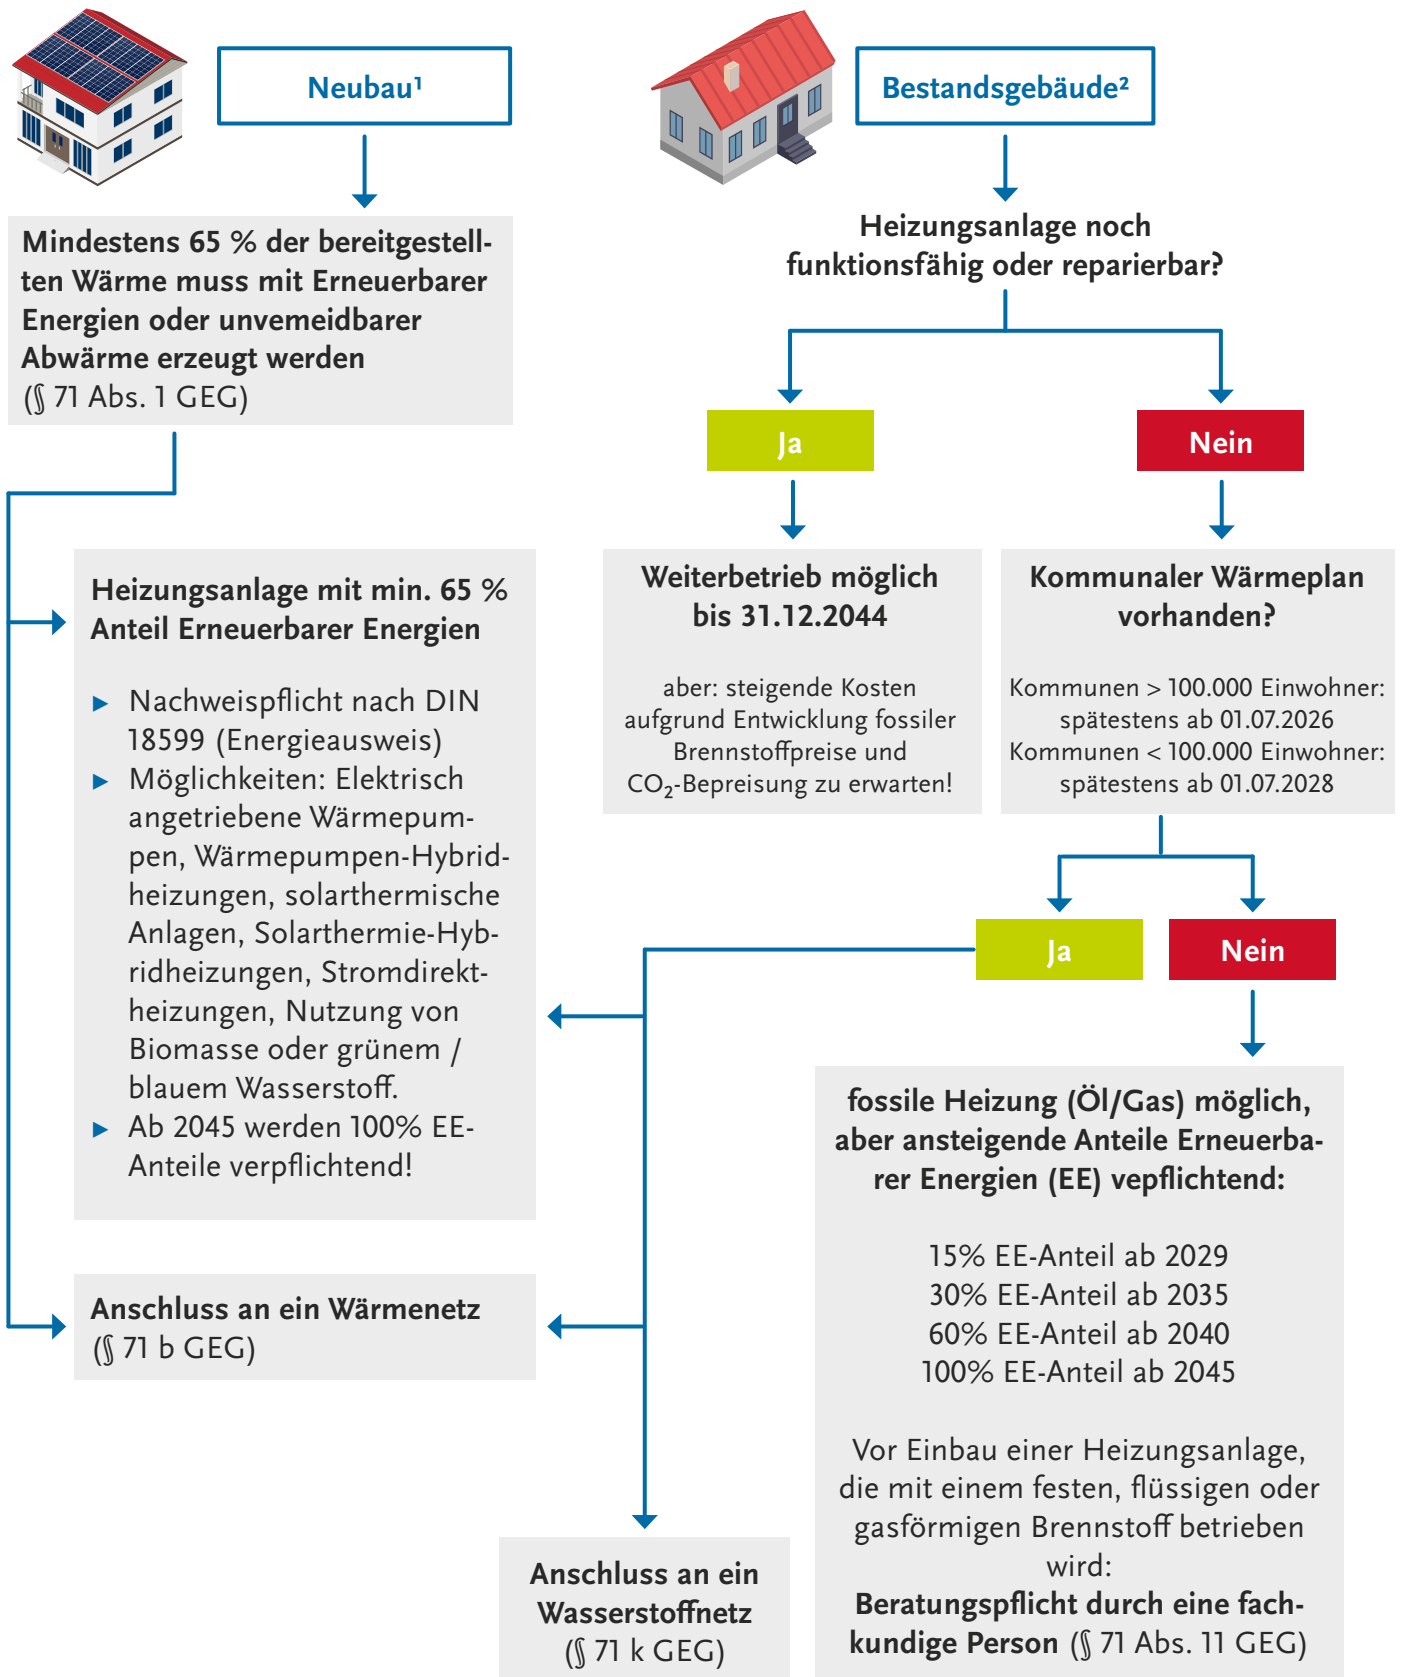 Neubau¹
Mindestens 65 % der bereitgestell-
ten Wärme muss mit Erneuerbarer
Energien oder unvemeidbarer
Abwärme erzeugt werden
(§ 71 Abs. 1 GEG)
Heizungsanlage mit min. 65 %
Anteil Erneuerbarer Energien
► Nachweispflicht nach DIN
18599 (Energieausweis)
► Möglichkeiten: Elektrisch
angetriebene Wärmepum-
pen, Wärmepumpen-Hybrid-
heizungen, solarthermische
Anlagen, Solarthermie-Hyb-
ridheizungen, Stromdirekt-
heizungen, Nutzung von
Biomasse oder grünem /
blauem Wasserstoff.
► Ab 2045 werden 100% EE-
Anteile verpflichtend!
Anschluss an ein Wärmenetz
(§ 71 b GEG)
Bestandsgebäude²
Heizungsanlage noch
funktionsfähig oder reparierbar?
Ja
Nein
Weiterbetrieb möglich
bis 31.12.2044
aber: steigende Kosten
aufgrund Entwicklung fossiler
Brennstoffpreise und
CO₂-Bepreisung zu erwarten!
Kommunaler Wärmeplan
vorhanden?
Kommunen > 100.000 Einwohner:
spätestens ab 01.07.2026
Kommunen < 100.000 Einwohner:
spätestens ab 01.07.2028
Ja
Nein
Anschluss an ein
Wasserstoffnetz
(§ 71 k GEG)
fossile Heizung (Öl/Gas) möglich,
aber ansteigende Anteile Erneuerba-
rer Energien (EE) vepflichtend:
15% EE-Anteil ab 2029
30% EE-Anteil ab 2035
60% EE-Anteil ab 2040
100% EE-Anteil ab 2045
Vor Einbau einer Heizungsanlage,
die mit einem festen, flüssigen oder
gasförmigen Brennstoff betrieben
wird:
Beratungspflicht durch eine fach-
kundige Person (§ 71 Abs. 11 GEG)